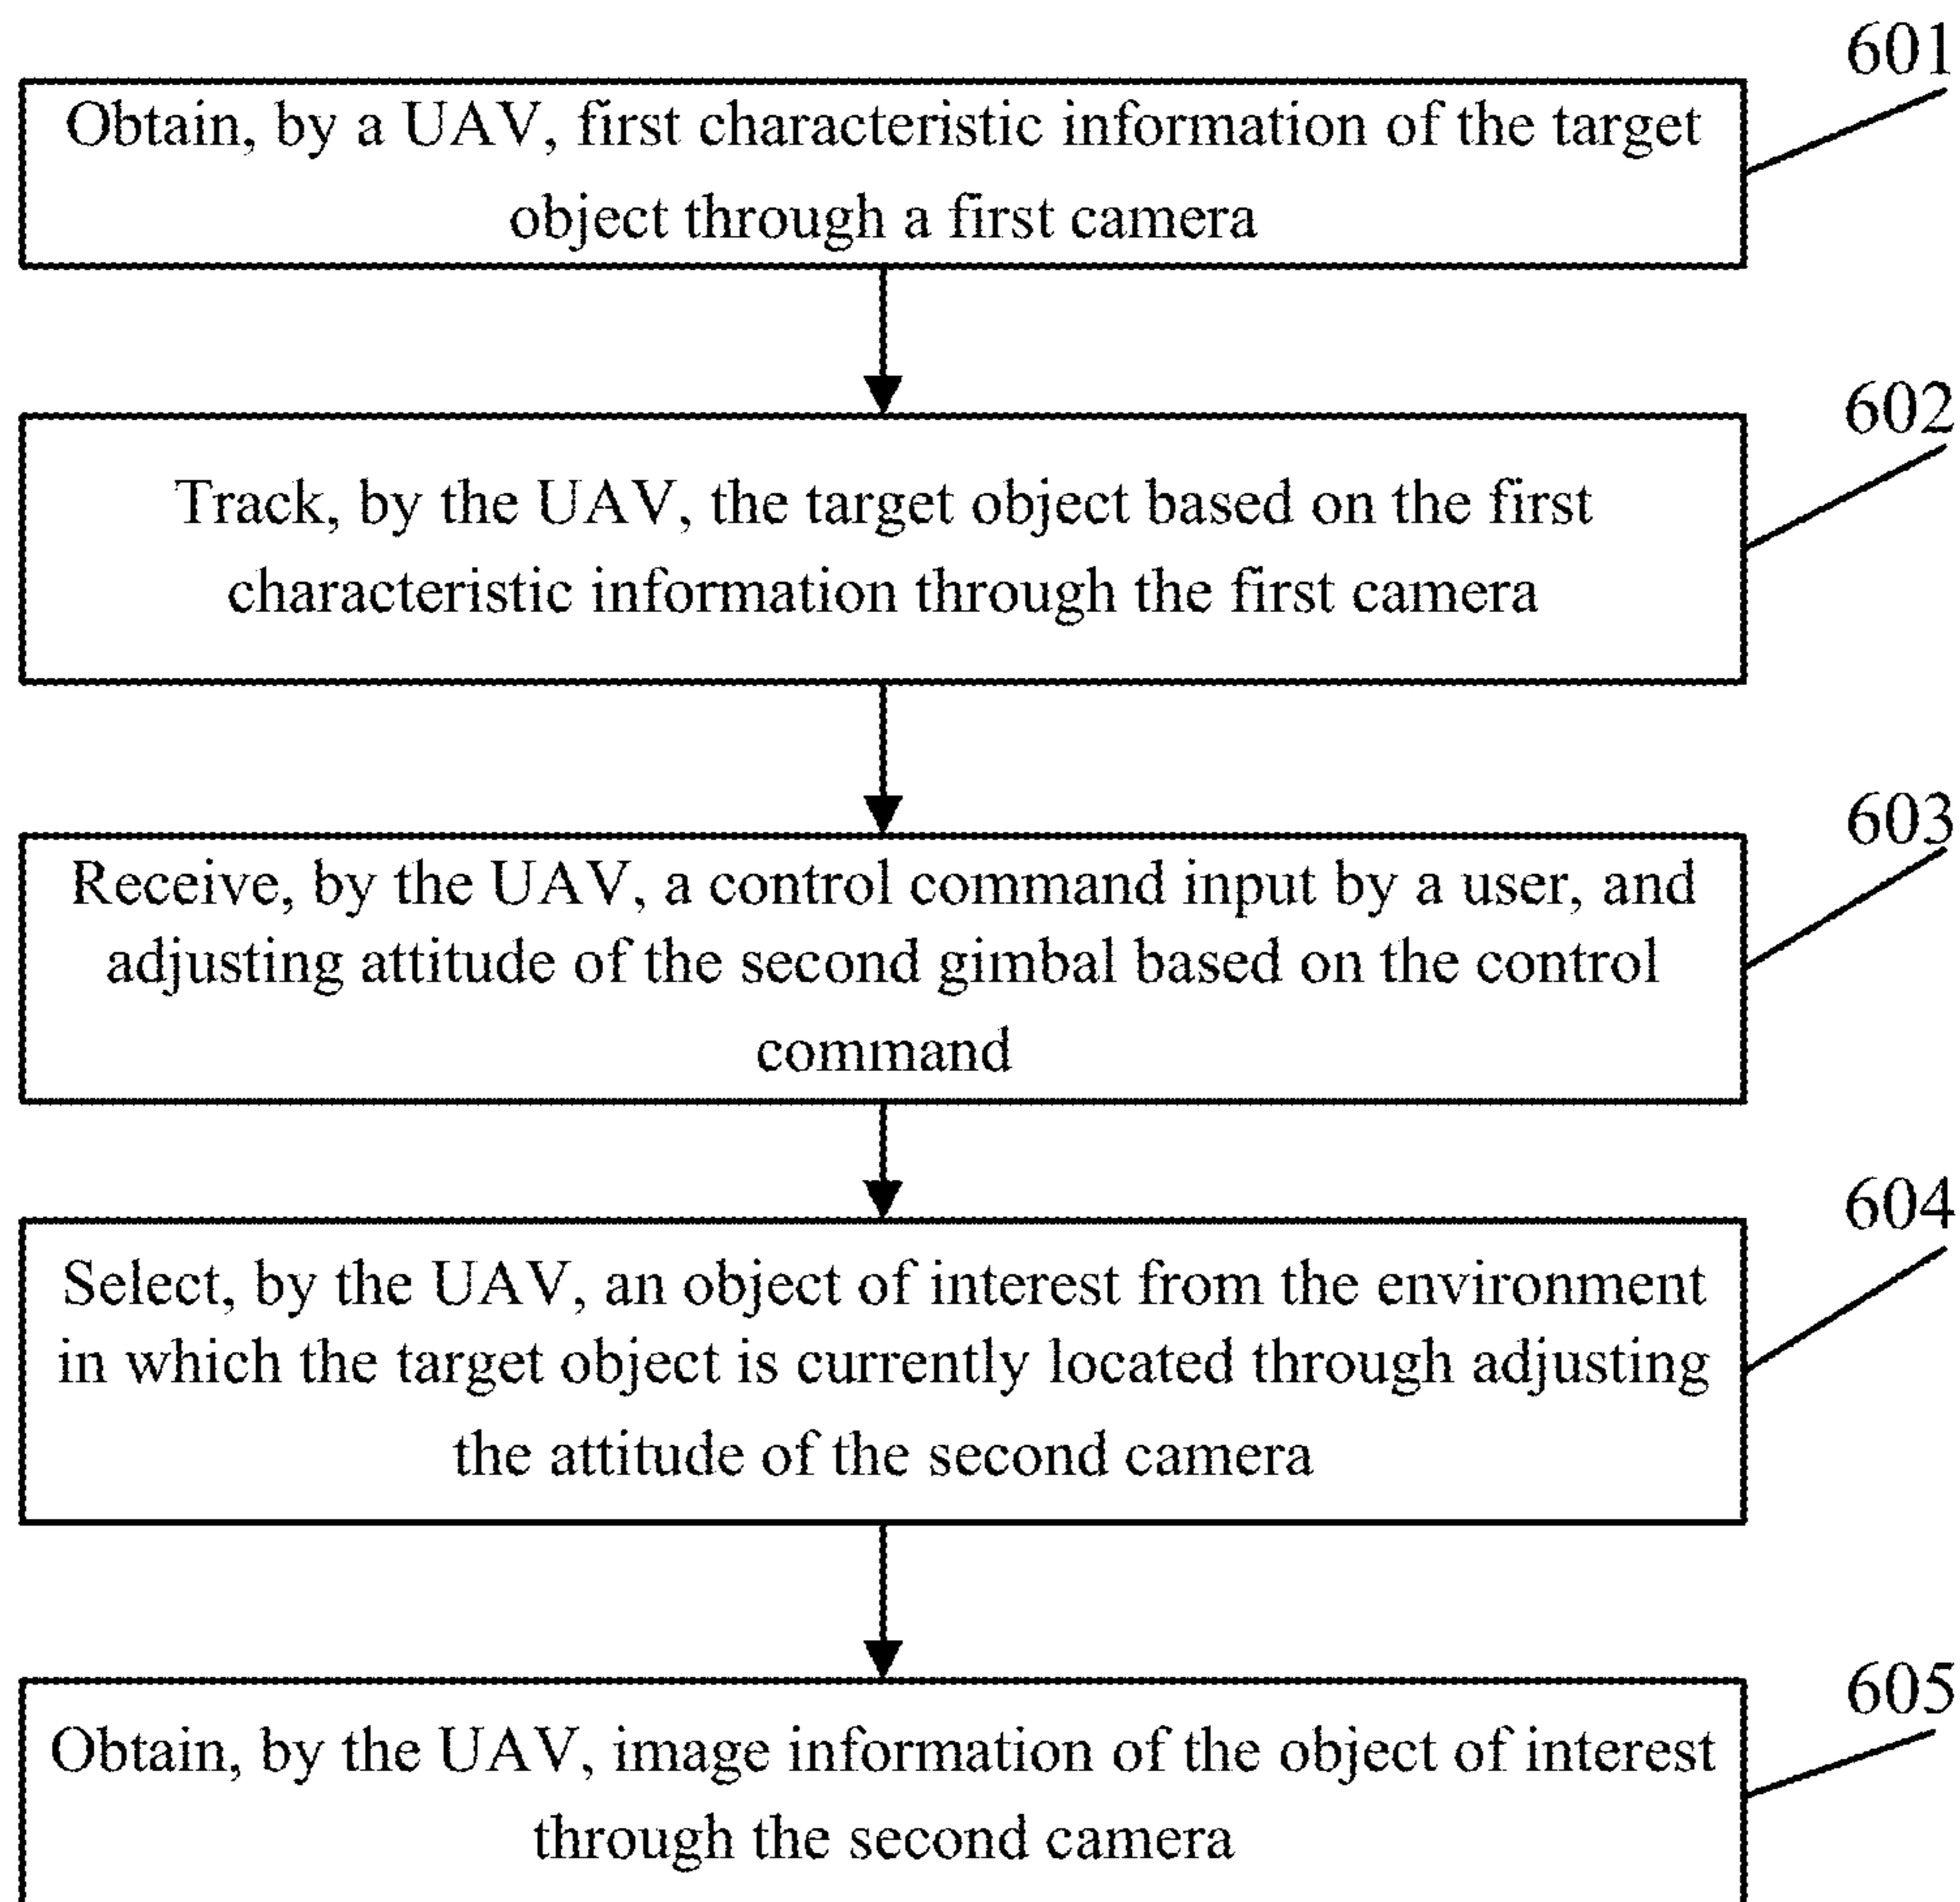 601
Obtain, by a UAV, first characteristic information of the target
object through a first camera
602
Track, by the UAV, the target object based on the first
characteristic information through the first camera
603
Receive, by the UAV, a control command input by a user, and
adjusting attitude of the second gimbal based on the control
command
604
Select, by the UAV, an object of interest from the environment
in which the target object is currently located through adjusting
the attitude of the second camera
605
Obtain, by the UAV, image information of the object of interest
through the second camera